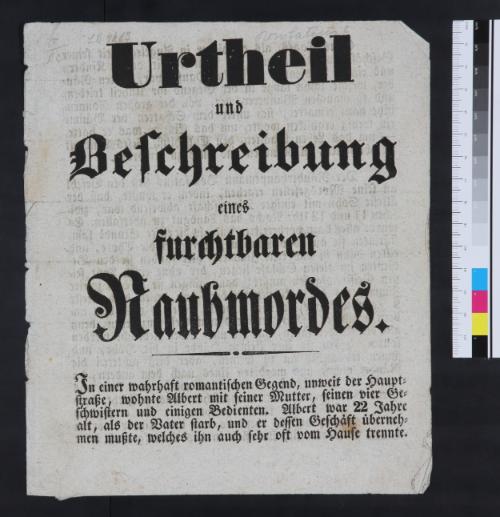 Urtheil
und
Beſchreibung
eines
furchtbaren
Raubmordes.
In einer wahrhaft romantiſchen Gegend, unweit der Haupt-
ſtraße, wohnte Albert mit ſeiner Mutter, ſeinen vier Ge-
ſchwiſtern und einigen Bedienten. Albert war 22 Jahre
alt, als der Vater ſtarb, und er deſſen Geſchäft überneh-
men mußte, welches ihn auch ſehr oft vom Hauſe trennte.